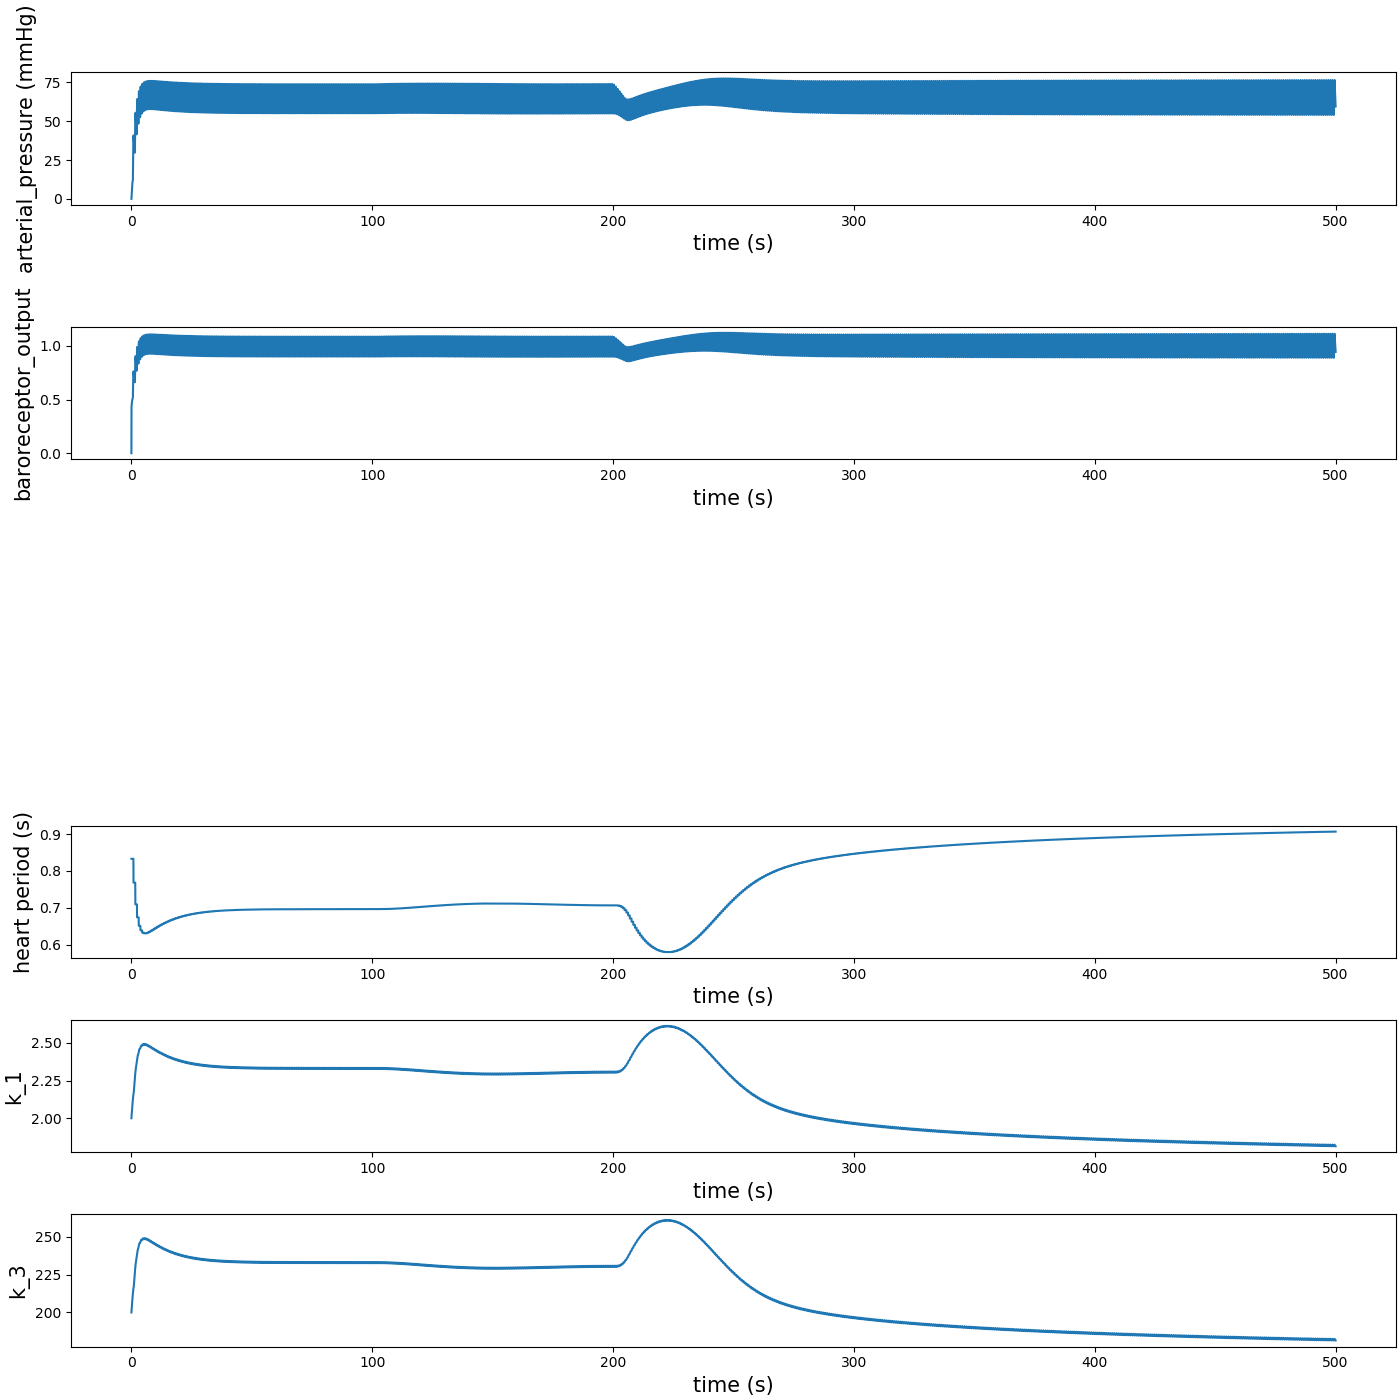 arterial_pressure (mmHg)
75
50
25
0
0 100 200 300 400 500
time (s)
baroreceptor_output
1.0
0.5
0.0
0 100 200 300 400 500
time (s)
heart period (s)
0.9
0.8
0.7
0.6
0 100 200 300 400 500
time (s)
k_1
2.50
2.25
2.00
0 100 200 300 400 500
time (s)
k_3
250
225
200
0 100 200 300 400 500
time (s)